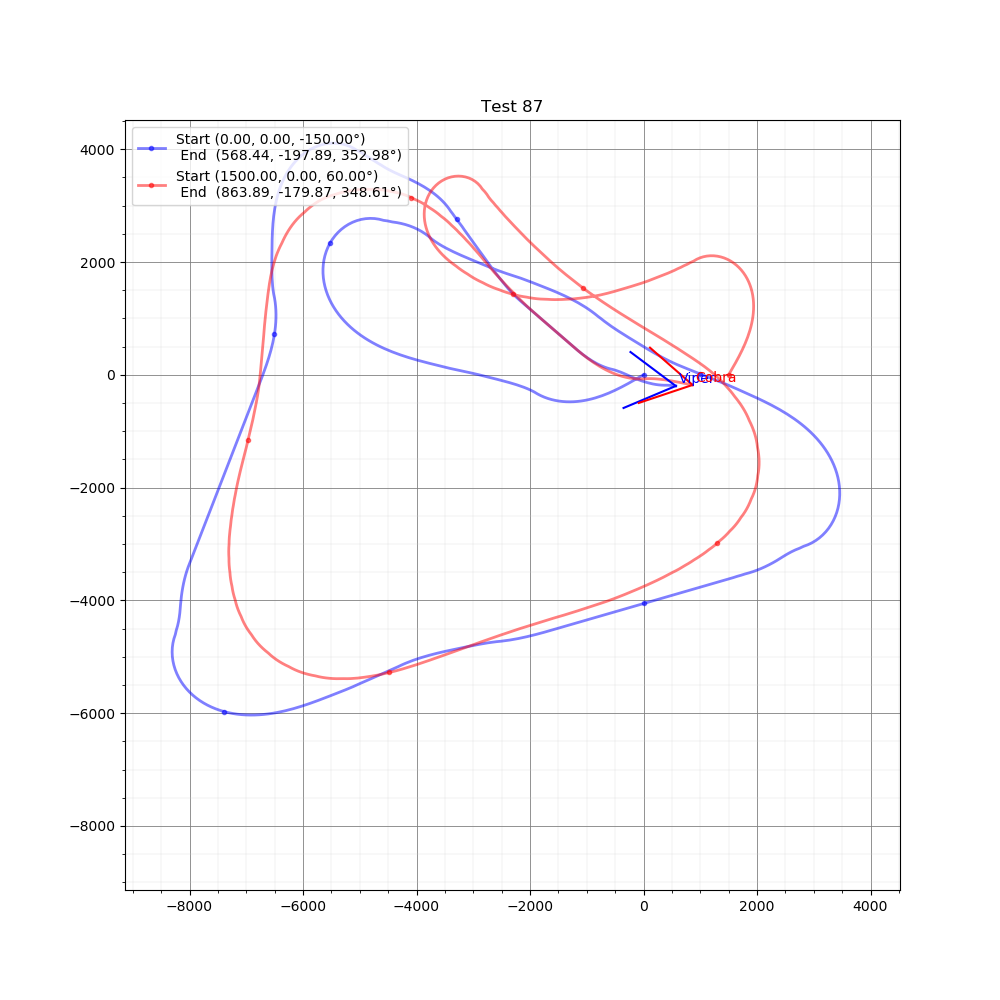 Test 87
Start (0.00, 0.00, -150.00°)
End (568.44, -197.89, 352.98°)
Start (1500.00, 0.00, 60.00°)
End (863.89, -179.87, 348.61°)
4000
2000
0
−2000
−4000
−6000
−8000
Viper
Cobra
−8000 −6000 −4000 −2000 0 2000 4000